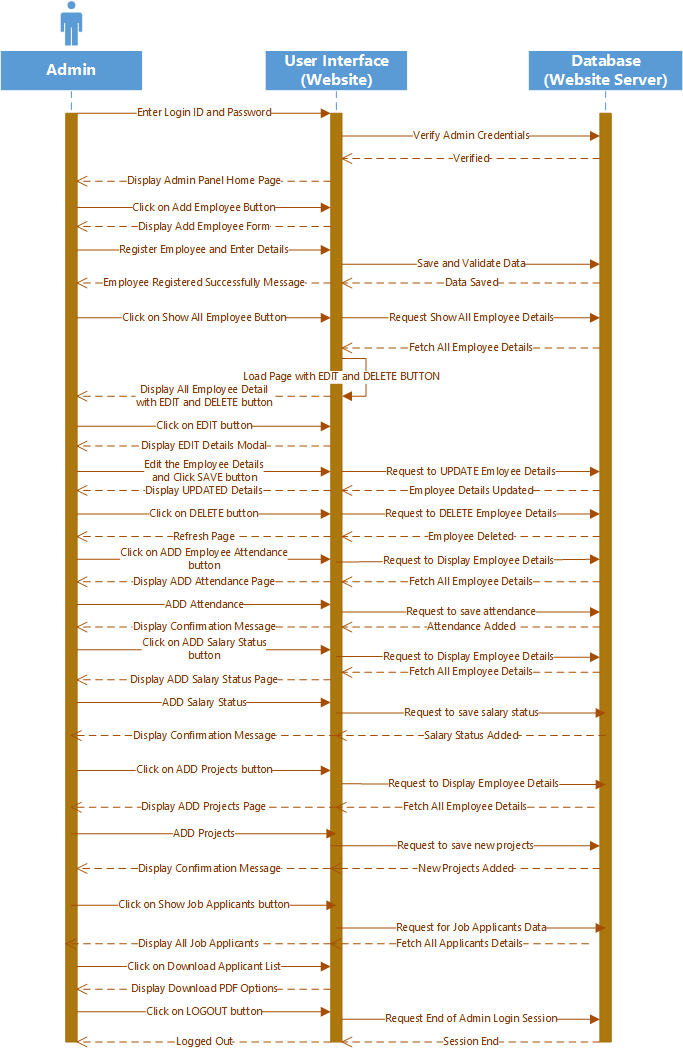 Admin
User Interface
(Website)
Database
(Website Server)
Enter Login ID and Password
Verify Admin Credentials
Verified
Display Admin Panel Home Page
Click on Add Employee Button
Display Add Employee Form
Register Employee and Enter Details
Save and Validate Data
Employee Registered Successfully Message
Data Saved
Click on Show All Employee Button
Request Show All Employee Details
Fetch All Employee Details
Load Page with EDIT and DELETE BUTTON
Display All Employee Detail
with EDIT and DELETE button
Click on EDIT button
Display EDIT Details Modal
Edit the Employee Details
and Click SAVE button
Request to UPDATE Emloyee Details
Display UPDATED Details
Employee Details Updated
Click on DELETE button
Request to DELETE Employee Details
Refresh Page
Employee Deleted
Click on ADD Employee Attendance
button
Request to Display Employee Details
Display ADD Attendance Page
Fetch All Employee Details
ADD Attendance
Request to save attendance
Display Confirmation Message
Attendance Added
Click on ADD Salary Status
button
Request to Display Employee Details
Fetch All Employee Details
Display ADD Salary Status Page
ADD Salary Status
Request to save salary status
Display Confirmation Message
Salary Status Added
Click on ADD Projects button
Request to Display Employee Details
Display ADD Projects Page
Fetch All Employee Details
ADD Projects
Request to save new projects
Display Confirmation Message
New Projects Added
Click on Show Job Applicants button
Request for Job Applicants Data
Display All Job Applicants
Fetch All Applicants Details
Click on Download Applicant List
Display Download PDF Options
Click on LOGOUT button
Request End of Admin Login Session
Logged Out
Session End